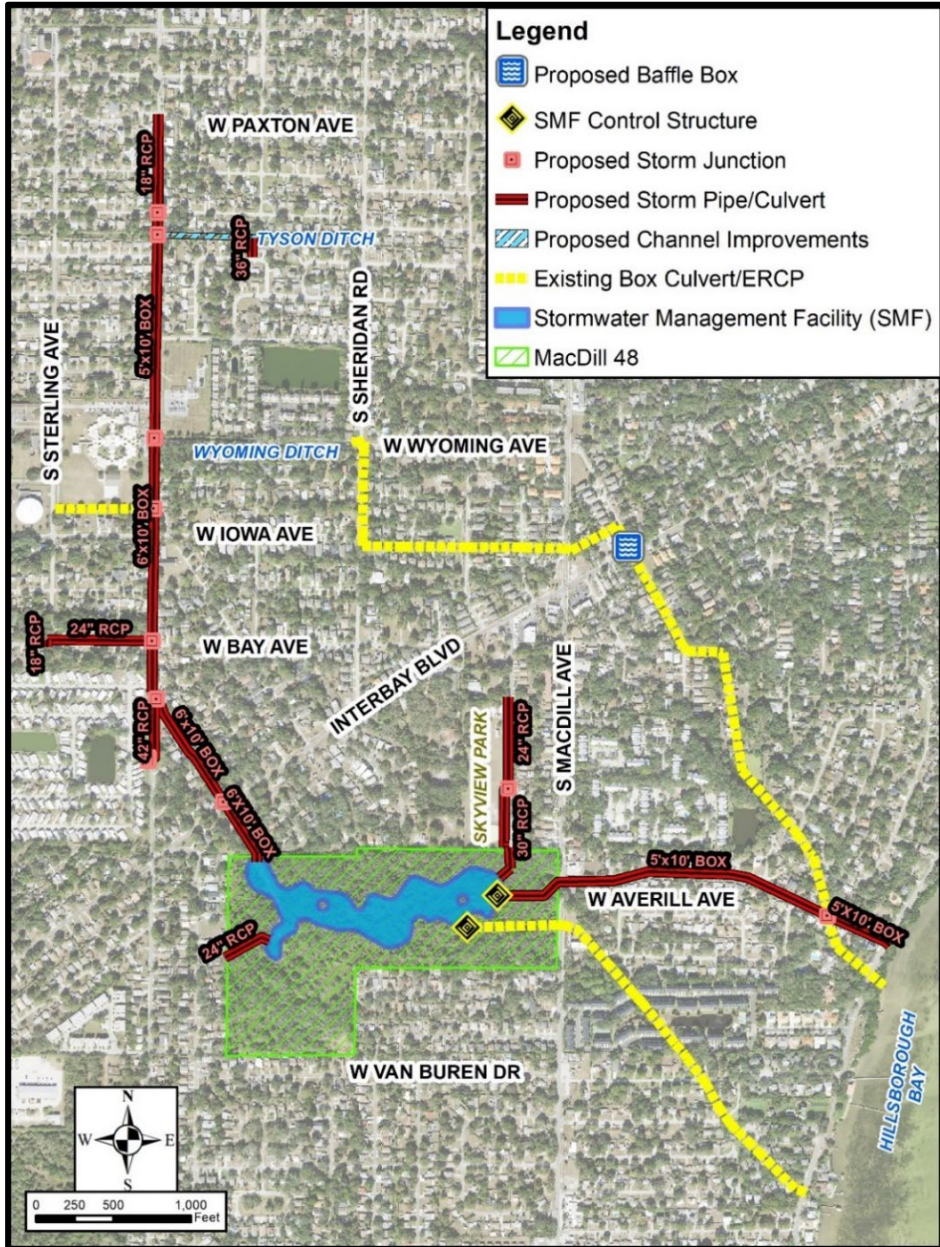 Legend
Proposed Baffle Box
SMF Control Structure
Proposed Storm Junction
Proposed Storm Pipe/Culvert
Proposed Channel Improvements
Existing Box Culvert/ERCP
Stormwater Management Facility (SMF)
MacDill 48
W PAXTON AVE
18" RCP
TYSON DITCH
36" RCP
5'x10', BOX
S SHERIDAN RD
S STERLING AVE
WYOMING DITCH
W WYOMING AVE
6'x10', BOX
W IOWA AVE
24" RCP
18" RCP
W BAY AVE
INTERBAY BLVD
42" RCP
6'x10', BOX
6'X10', BOX
SKYVIEW PARK
24" RCP
30" RCP
S MACDILL AVE
5'x10', BOX
W AVERILL AVE
5'X10', BOX
24" RCP
W VAN BUREN DR
HILLSBOROUGH
BAY
N
W E
S
0 250 500 1,000
Feet